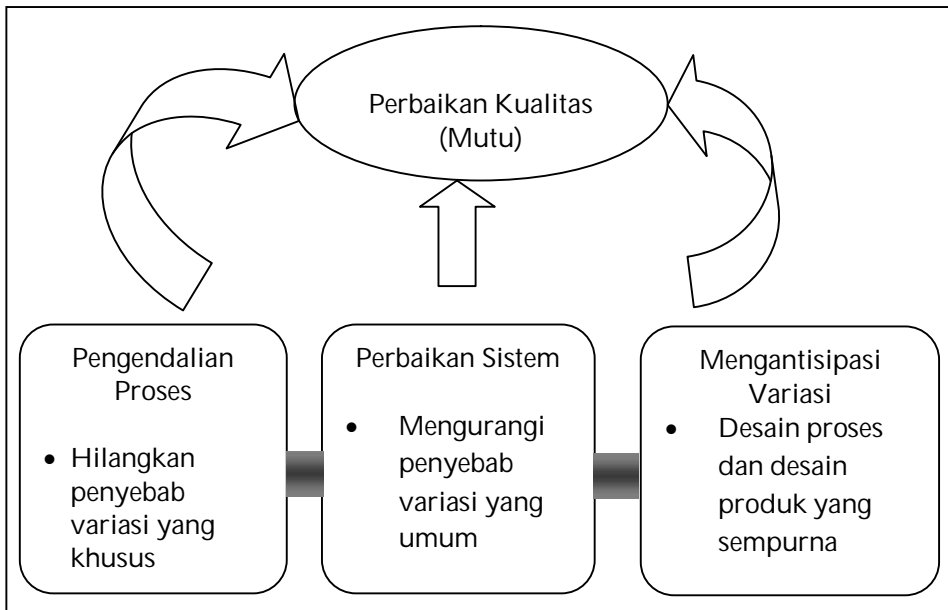 Perbaikan Kualitas
(Mutu)
Pengendalian
Proses
• Hilangkan
penyebab
variasi yang
khusus
Perbaikan Sistem
• Mengurangi
penyebab
variasi yang
umum
Mengantisipasi
Variasi
• Desain proses
dan desain
produk yang
sempurna